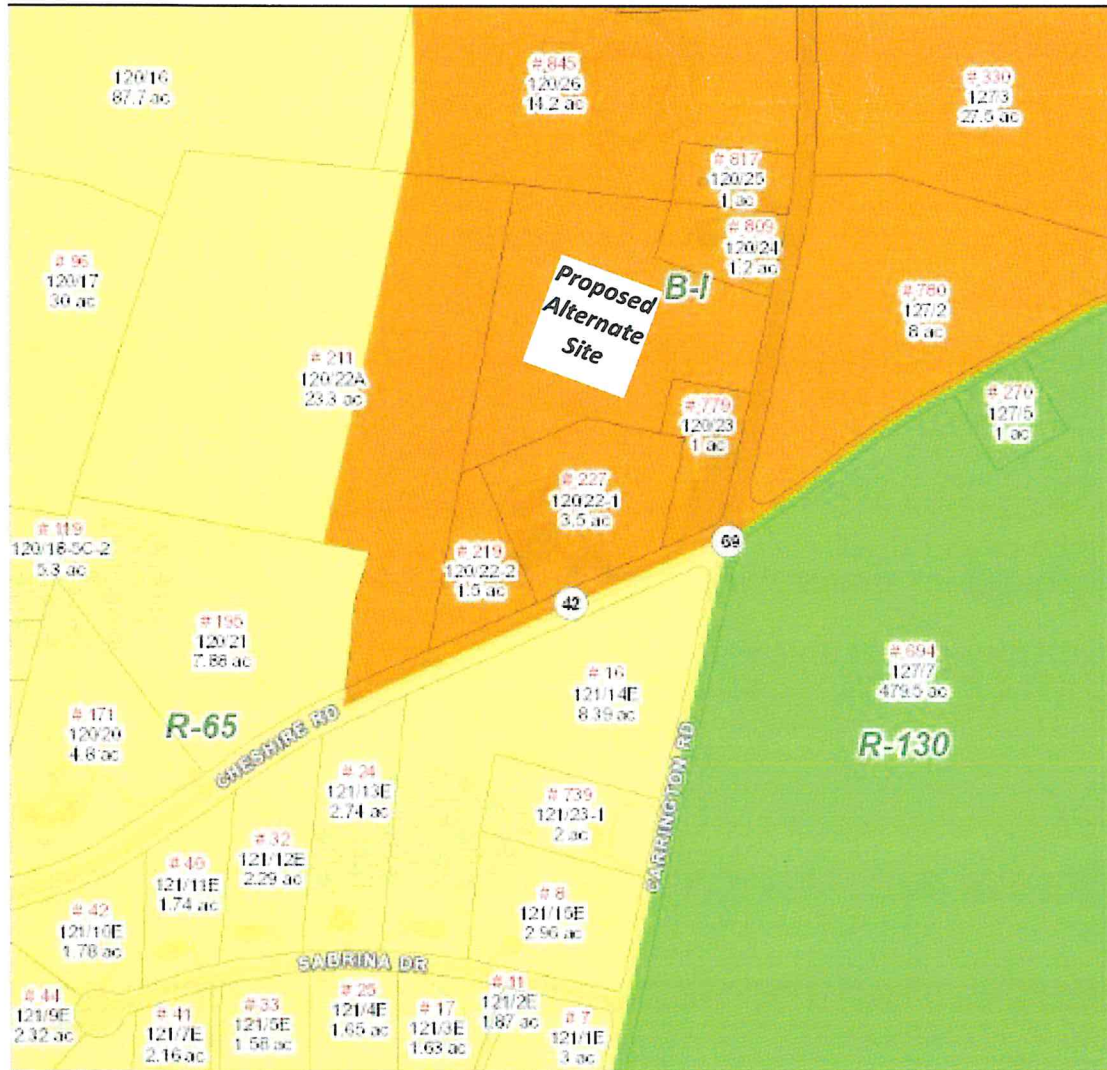 120/16
87.7 ac
# 845
120/26
14.2 ac
# 330
127/3
27.5 ac
# 817
120/25
1 ac
# 809
120/24
1.2 ac
# 96
120/17
30 ac
Proposed
Alternate
Site
B-I
# 780
127/2
8 ac
# 211
120/22A
23.3 ac
# 779
120/23
1 ac
# 270
127/5
1 ac
# 227
120/22-1
3.5 ac
# 119
120/18-5C-2
5.3 ac
# 219
120/22-2
1.5 ac
69
42
# 195
120/21
7.88 ac
# 16
121/14E
8.39 ac
# 694
127/7
479.5 ac
# 171
120/20
4.8 ac
R-65
CHESHIRE RD
R-130
CARRINGTON RD
# 24
121/13E
2.74 ac
# 739
121/23-1
2 ac
# 32
121/12E
2.29 ac
# 40
121/11E
1.74 ac
# 42
121/10E
1.78 ac
# 8
121/15E
2.96 ac
SABRINA DR
# 44
121/9E
2.32 ac
# 41
121/7E
2.16 ac
# 33
121/5E
1.58 ac
# 25
121/4E
1.65 ac
# 17
121/3E
1.63 ac
# 11
121/2E
1.87 ac
# 7
121/1E
3 ac